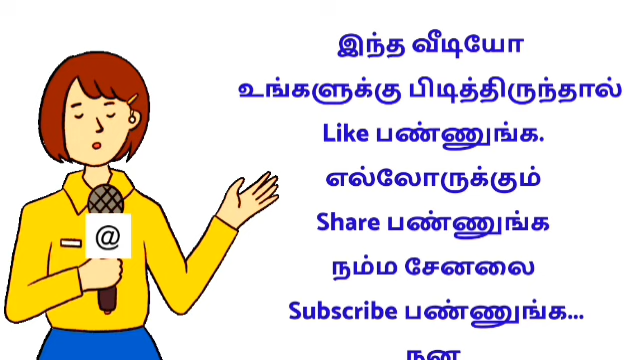 இந்த வீடியோ
உங்களுக்கு பிடித்திருந்தால்
Like பண்ணுங்க.
எல்லோருக்கும்
Share பண்ணுங்க
நம்ம சேனலை
Subscribe பண்ணுங்க...
@